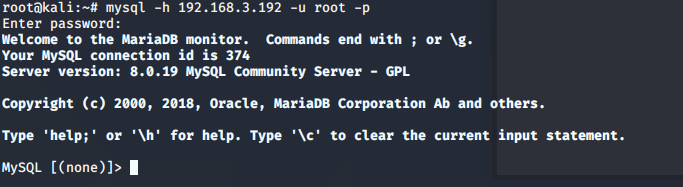 root@kali:~# mysql -h 192.168.3.192 -u root -p
Enter password:
Welcome to the MariaDB monitor.  Commands end with ; or \g.
Your MySQL connection id is 374
Server version: 8.0.19 MySQL Community Server - GPL

Copyright (c) 2000, 2018, Oracle, MariaDB Corporation Ab and others.

Type 'help;' or '\h' for help. Type '\c' to clear the current input statement.

MySQL [(none)]>